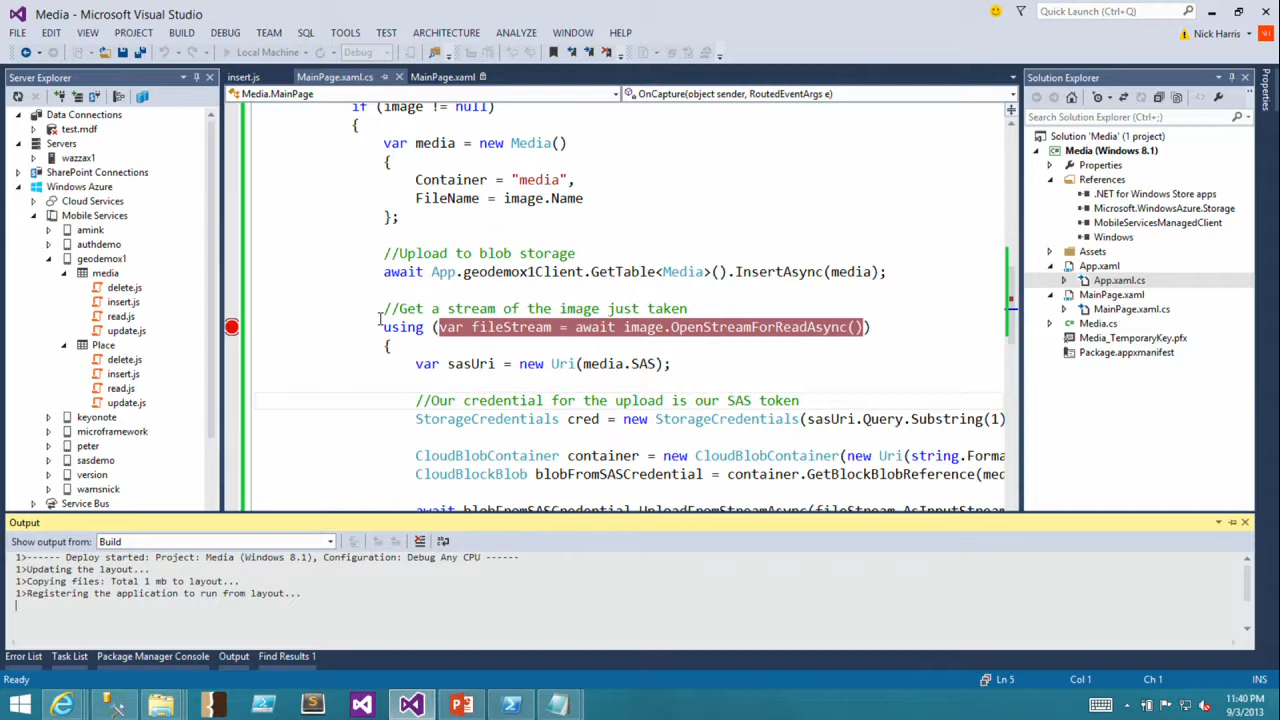 Media - Microsoft Visual Studio
Quick Launch (Ctrl+Q)
FILE EDIT VIEW PROJECT BUILD DEBUG TEAM SQL TOOLS TEST ARCHITECTURE ANALYZE WINDOW HELP
Nick Harris
NH
Local Machine Debug
Server Explorer
Data Connections
test.mdf
Servers
wazzax1
SharePoint Connections
Windows Azure
Cloud Services
Mobile Services
amink
authdemo
geodemox1
media
delete.js
insert.js
read.js
update.js
Place
delete.js
insert.js
read.js
update.js
keyonote
microframework
peter
sasdemo
version
wamsnick
Service Bus
insert.js MainPage.xaml.cs MainPage.xaml
Media.MainPage OnCapture(object sender, RoutedEventArgs e)
if (image != null)
{
var media = new Media()
{
Container = "media",
FileName = image.Name
};
//Upload to blob storage
await App.geodemox1Client.GetTable<Media>().InsertAsync(media);
//Get a stream of the image just taken
using (var fileStream = await image.OpenStreamForReadAsync())
{
var sasUri = new Uri(media.SAS);
//Our credential for the upload is our SAS token
StorageCredentials cred = new StorageCredentials(sasUri.Query.Substring(1)
CloudBlobContainer container = new CloudBlobContainer(new Uri(string.Forma
CloudBlockBlob blobFromSASCredential = container.GetBlockBlobReference(med
await blobFromSASCredential.UploadFromStreamAsync(fileStream.AsInputStream
Solution Explorer
Search Solution Explorer (Ctrl+;)
Solution 'Media' (1 project)
Media (Windows 8.1)
Properties
References
.NET for Windows Store apps
Microsoft.WindowsAzure.Storage
MobileServicesManagedClient
Windows
Assets
App.xaml
App.xaml.cs
MainPage.xaml
MainPage.xaml.cs
Media.cs
Media_TemporaryKey.pfx
Package.appxmanifest
Properties
Output
Show output from: Build
1>------ Deploy started: Project: Media (Windows 8.1), Configuration: Debug Any CPU ------
1>Updating the layout...
1>Copying files: Total 1 mb to layout...
1>Registering the application to run from layout...
Error List Task List Package Manager Console Output Find Results 1
Ready Ln 5 Col 1 Ch 1 INS
11:40 PM
9/3/2013